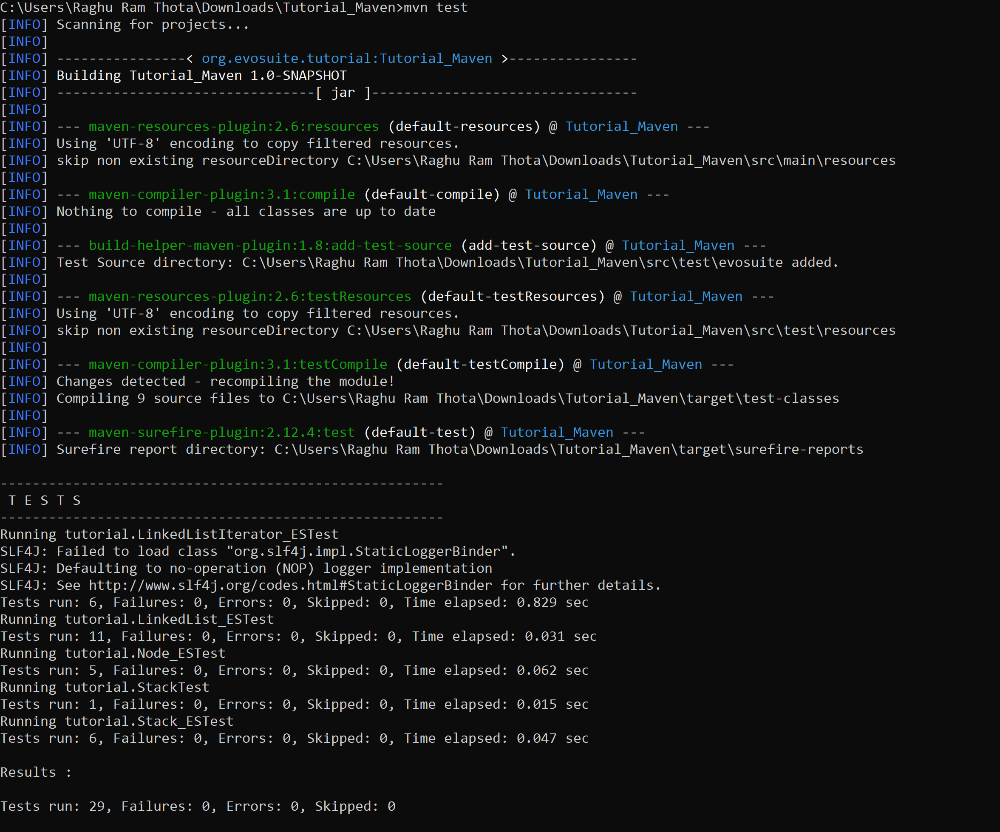 C:\Users\Raghu Ram Thota\Downloads\Tutorial_Maven>mvn test
[INFO] Scanning for projects...
[INFO]
[INFO] ----------------< org.evosuite.tutorial:Tutorial_Maven >----------------
[INFO] Building Tutorial_Maven 1.0-SNAPSHOT
[INFO] --------------------------------[ jar ]---------------------------------
[INFO]
[INFO] --- maven-resources-plugin:2.6:resources (default-resources) @ Tutorial_Maven ---
[INFO] Using 'UTF-8' encoding to copy filtered resources.
[INFO] skip non existing resourceDirectory C:\Users\Raghu Ram Thota\Downloads\Tutorial_Maven\src\main\resources
[INFO]
[INFO] --- maven-compiler-plugin:3.1:compile (default-compile) @ Tutorial_Maven ---
[INFO] Nothing to compile - all classes are up to date
[INFO]
[INFO] --- build-helper-maven-plugin:1.8:add-test-source (add-test-source) @ Tutorial_Maven ---
[INFO] Test Source directory: C:\Users\Raghu Ram Thota\Downloads\Tutorial_Maven\src\test\evosuite added.
[INFO]
[INFO] --- maven-resources-plugin:2.6:testResources (default-testResources) @ Tutorial_Maven ---
[INFO] Using 'UTF-8' encoding to copy filtered resources.
[INFO] skip non existing resourceDirectory C:\Users\Raghu Ram Thota\Downloads\Tutorial_Maven\src\test\resources
[INFO]
[INFO] --- maven-compiler-plugin:3.1:testCompile (default-testCompile) @ Tutorial_Maven ---
[INFO] Changes detected - recompiling the module!
[INFO] Compiling 9 source files to C:\Users\Raghu Ram Thota\Downloads\Tutorial_Maven\target\test-classes
[INFO]
[INFO] --- maven-surefire-plugin:2.12.4:test (default-test) @ Tutorial_Maven ---
[INFO] Surefire report directory: C:\Users\Raghu Ram Thota\Downloads\Tutorial_Maven\target\surefire-reports

-------------------------------------------------------
 T E S T S
-------------------------------------------------------
Running tutorial.LinkedListIterator_ESTest
SLF4J: Failed to load class "org.slf4j.impl.StaticLoggerBinder".
SLF4J: Defaulting to no-operation (NOP) logger implementation
SLF4J: See http://www.slf4j.org/codes.html#StaticLoggerBinder for further details.
Tests run: 6, Failures: 0, Errors: 0, Skipped: 0, Time elapsed: 0.829 sec
Running tutorial.LinkedList_ESTest
Tests run: 11, Failures: 0, Errors: 0, Skipped: 0, Time elapsed: 0.031 sec
Running tutorial.Node_ESTest
Tests run: 5, Failures: 0, Errors: 0, Skipped: 0, Time elapsed: 0.062 sec
Running tutorial.StackTest
Tests run: 1, Failures: 0, Errors: 0, Skipped: 0, Time elapsed: 0.015 sec
Running tutorial.Stack_ESTest
Tests run: 6, Failures: 0, Errors: 0, Skipped: 0, Time elapsed: 0.047 sec

Results :

Tests run: 29, Failures: 0, Errors: 0, Skipped: 0